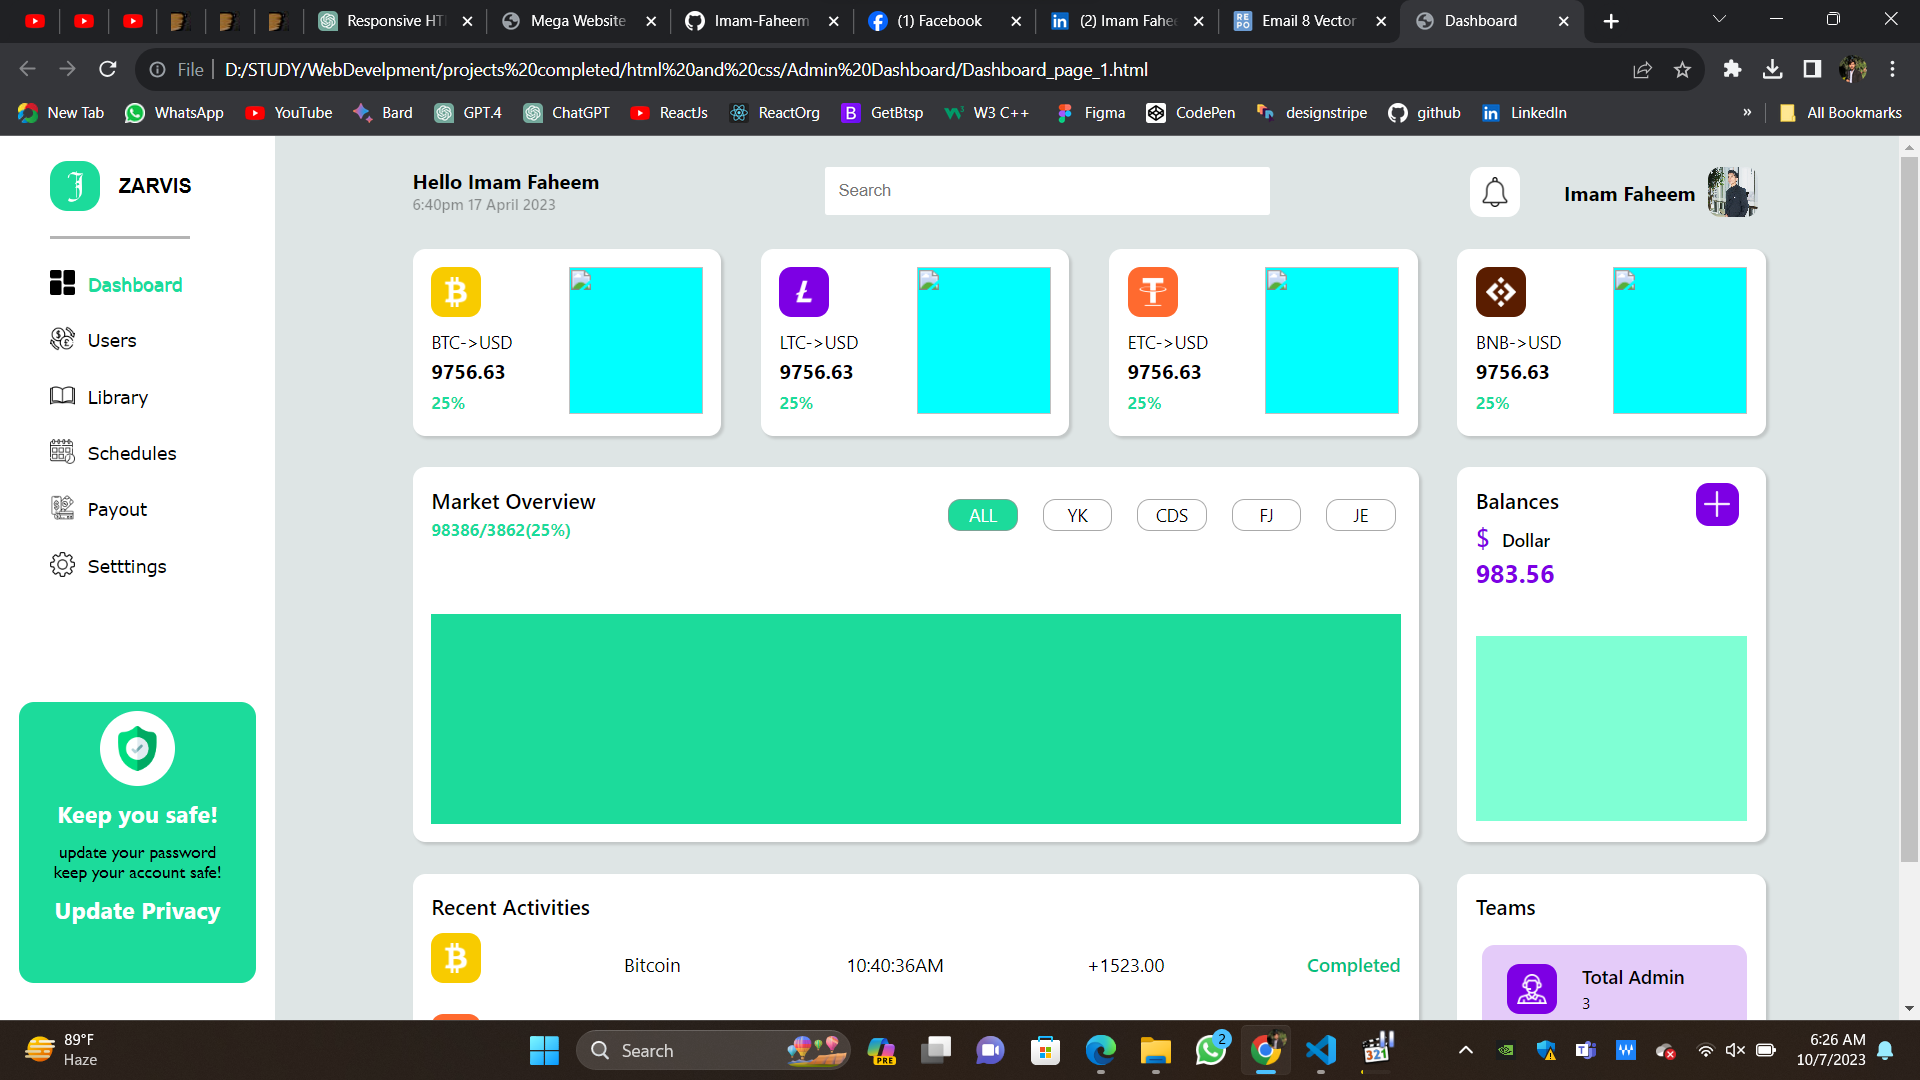 Responsive HT
Mega Website
Imam-Faheem
(1) Facebook
(2) Imam Fahe
Email 8 Vector
Dashboard
File
D:/STUDY/WebDevelpment/projects%20completed/html%20and%20css/Admin%20Dashboard/Dashboard_page_1.html
New Tab
WhatsApp
YouTube
Bard
GPT.4
ChatGPT
ReactJs
ReactOrg
GetBtsp
W3 C++
Figma
CodePen
designstripe
github
LinkedIn
»
All Bookmarks
ZARVIS
Dashboard
Users
Library
Schedules
Payout
Setttings
Keep you safe!
update your password
keep your account safe!
Update Privacy
Hello Imam Faheem
6:40pm 17 April 2023
Search
Imam Faheem
BTC->USD
9756.63
25%
LTC->USD
9756.63
25%
ETC->USD
9756.63
25%
BNB->USD
9756.63
25%
Market Overview
98386/3862(25%)
ALL
YK
CDS
FJ
JE
Balances
$ Dollar
983.56
Recent Activities
Bitcoin
10:40:36AM
+1523.00
Completed
Teams
Total Admin
3
89°F
Haze
Search
PRE
2
321
6:26 AM
10/7/2023